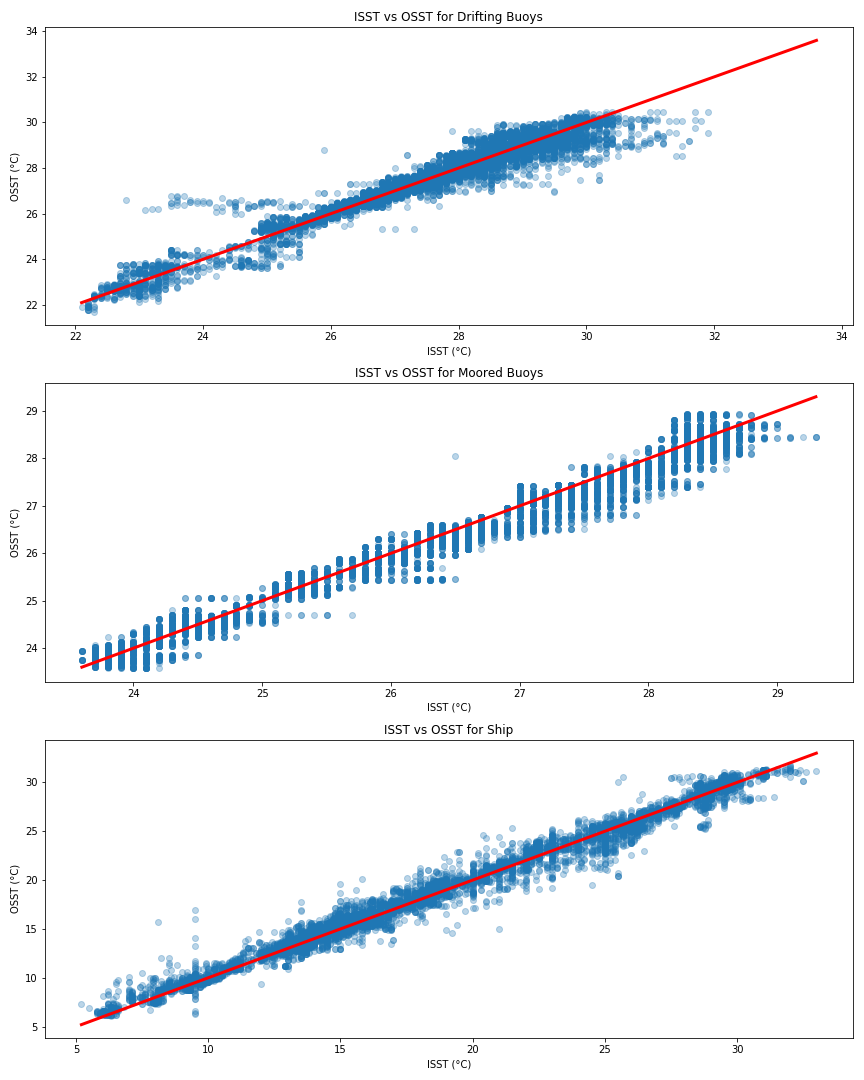 ISST vs OSST for Drifting Buoys
34
32
30
28
26
24
22
OSST (°C)
22 24 26 28 30 32 34
ISST (°C)
ISST vs OSST for Moored Buoys
29
28
27
26
25
24
OSST (°C)
24 25 26 27 28 29
ISST (°C)
ISST vs OSST for Ship
30
25
20
15
10
5
OSST (°C)
5 10 15 20 25 30
ISST (°C)